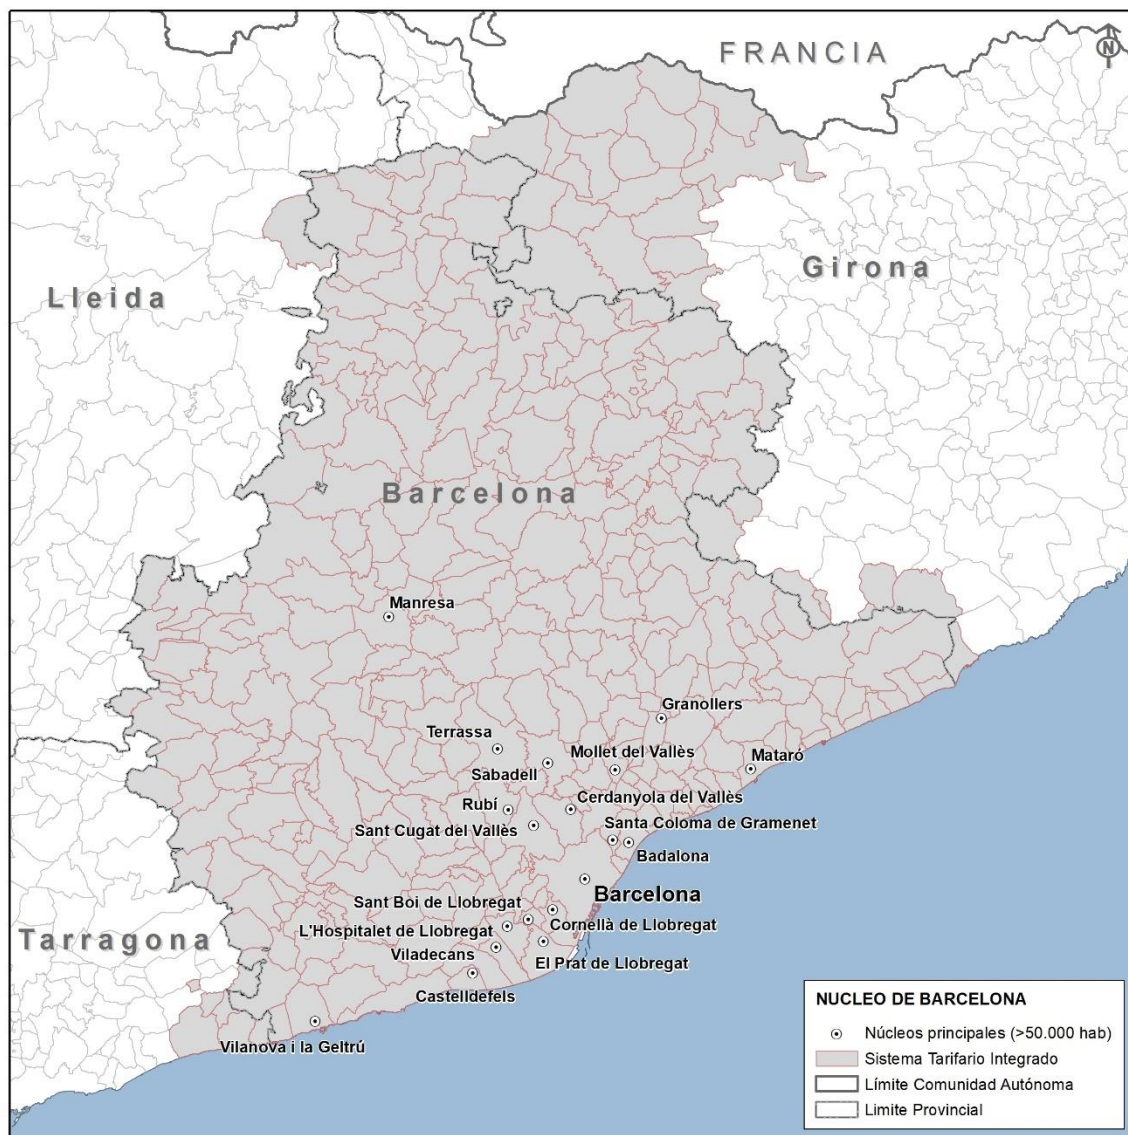 FRANCIA
N
Girona
Lleida
Barcelona
Manresa
Granollers
Terrassa
Mollet del Vallès
Sabadell
Mataró
Rubí
Cerdanyola del Vallès
Sant Cugat del Vallès
Santa Coloma de Gramenet
Badalona
Barcelona
Sant Boi de Llobregat
Cornellà de Llobregat
L'Hospitalet de Llobregat
Tarragona
Viladecans
El Prat de Llobregat
Castelldefels
Vilanova i la Geltrú
NUCLEO DE BARCELONA
Núcleos principales (>50.000 hab)
Sistema Tarifario Integrado
Límite Comunidad Autónoma
Limite Provincial